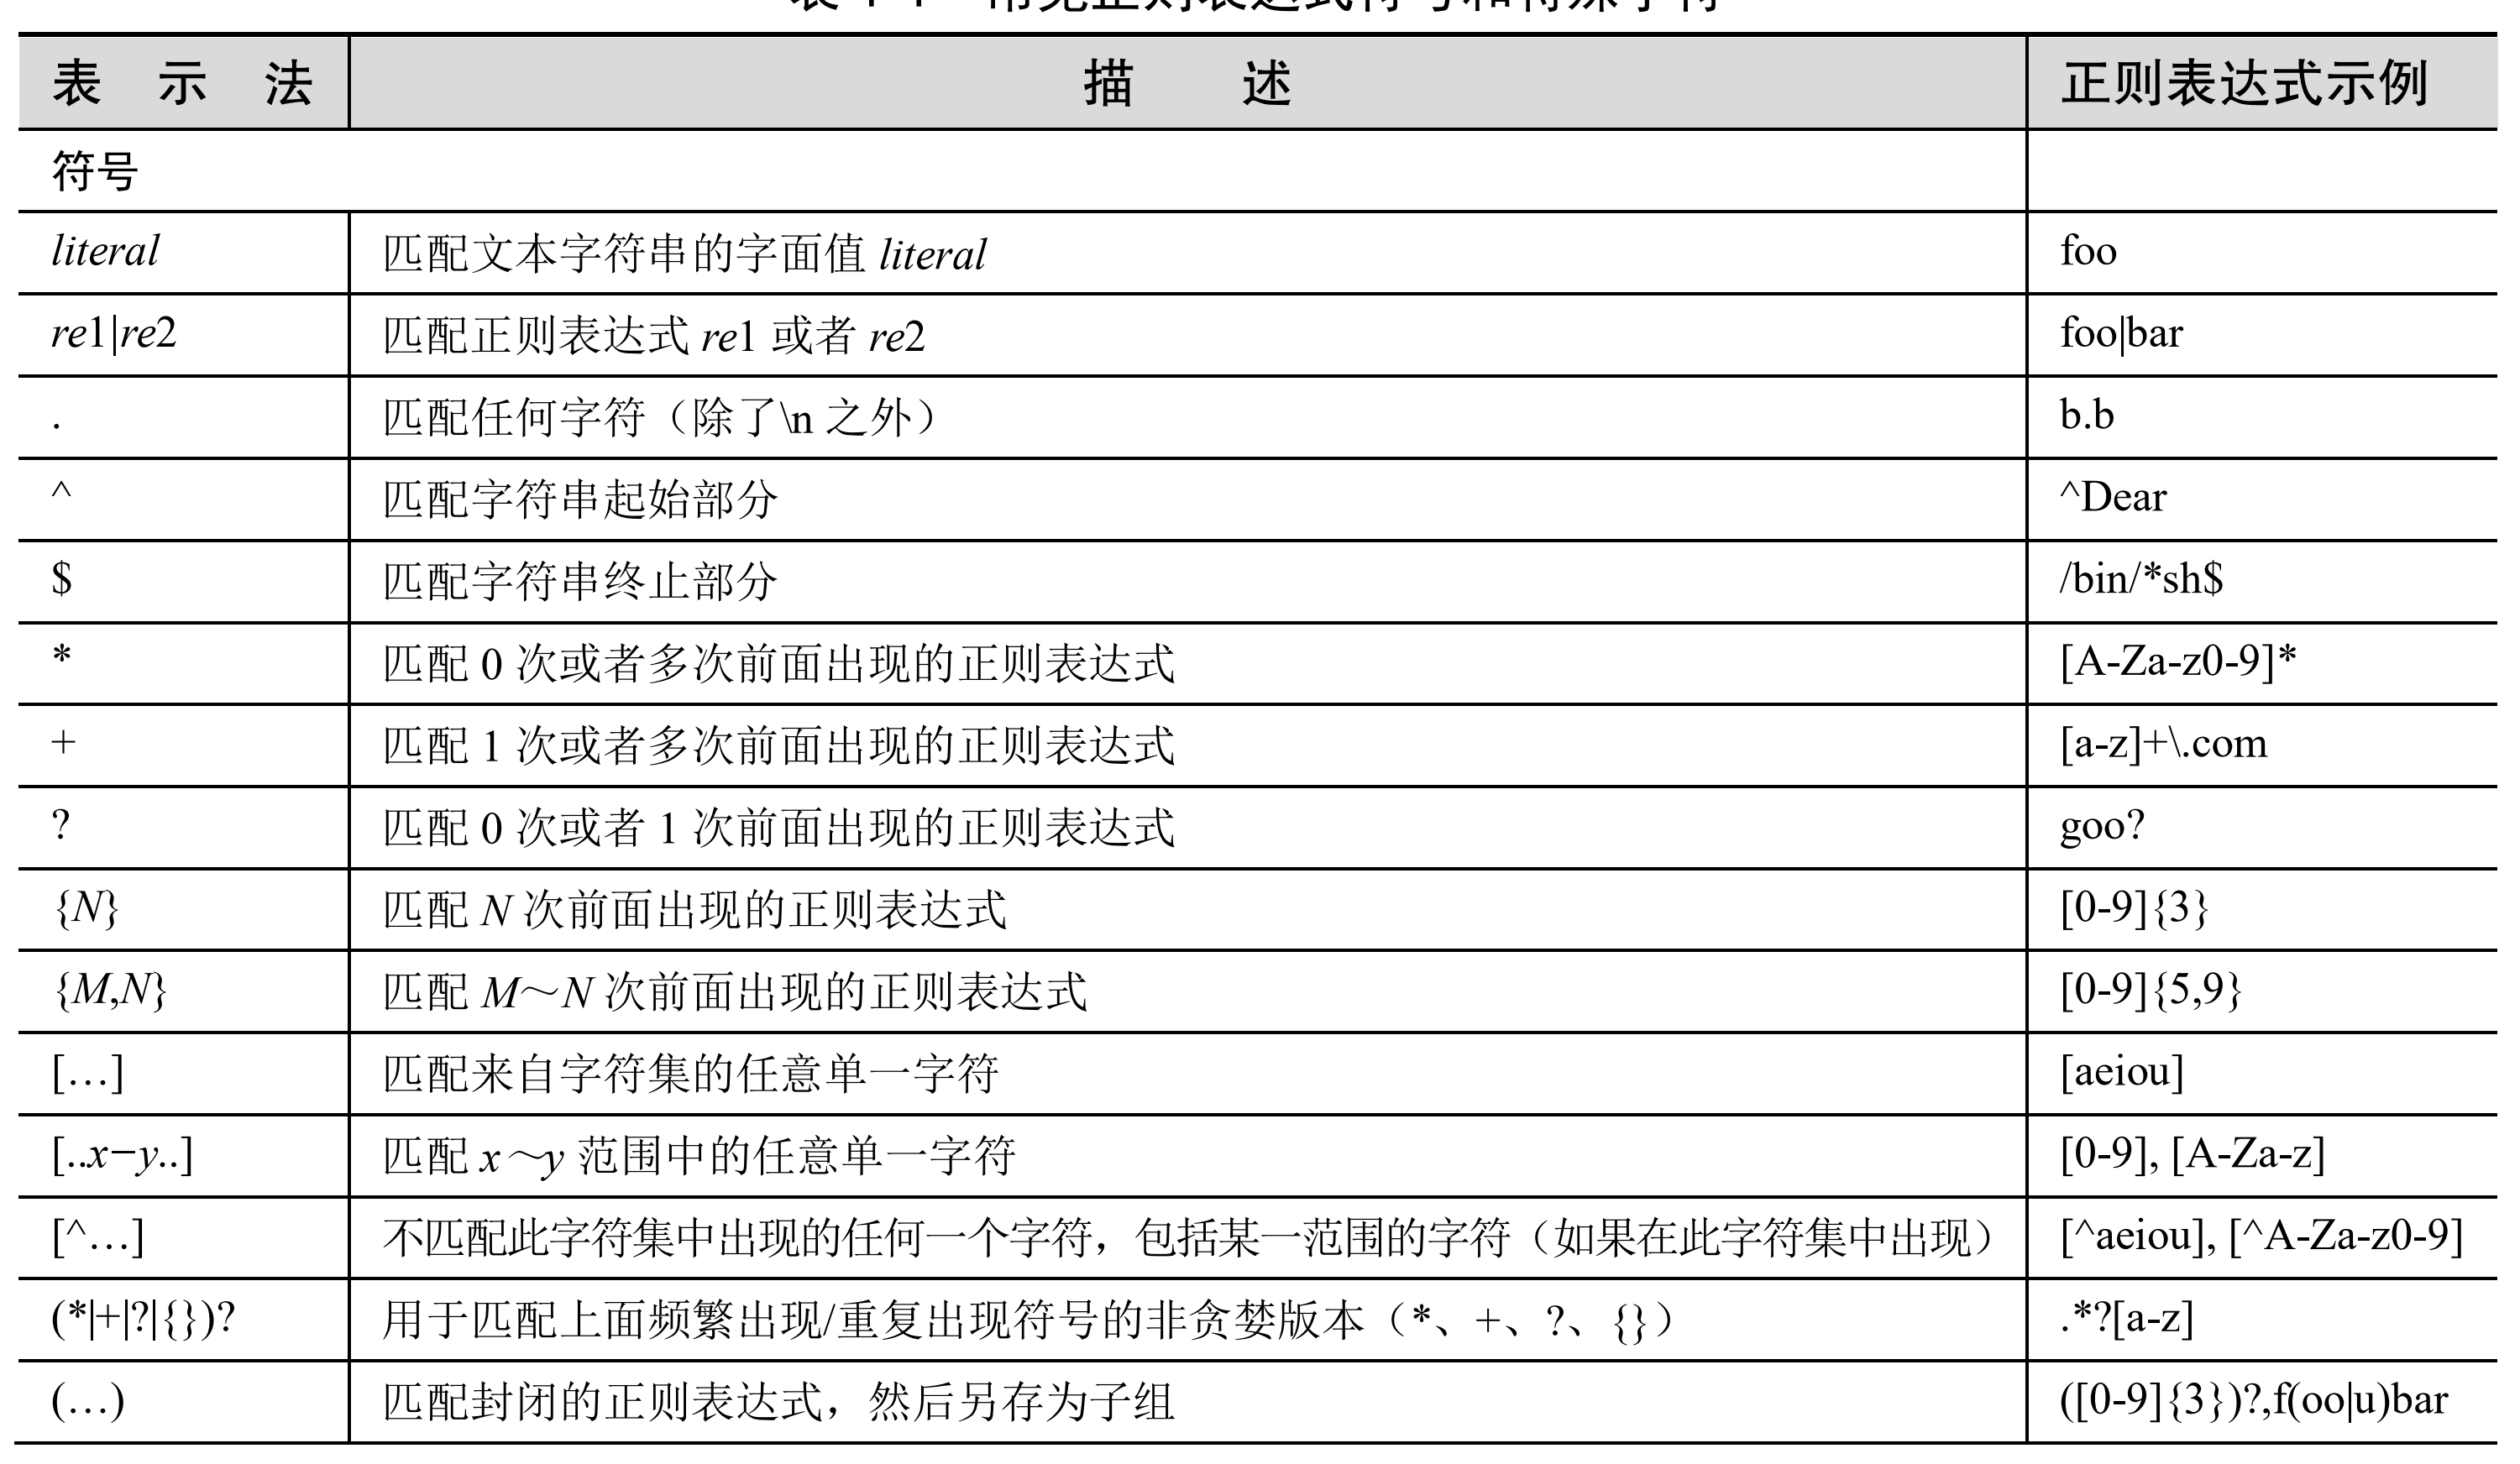 表 示 法 描 述 正则表达式示例
符号
literal 匹配文本字符串的字面值 literal foo
re1|re2 匹配正则表达式 re1 或者 re2 foo|bar
. 匹配任何字符（除了\n 之外） b.b
^ 匹配字符串起始部分 ^Dear
$ 匹配字符串终止部分 /bin/*sh$
* 匹配 0 次或者多次前面出现的正则表达式 [A-Za-z0-9]*
+ 匹配 1 次或者多次前面出现的正则表达式 [a-z]+\.com
? 匹配 0 次或者 1 次前面出现的正则表达式 goo?
{N} 匹配 N 次前面出现的正则表达式 [0-9]{3}
{M,N} 匹配 M～N 次前面出现的正则表达式 [0-9]{5,9}
[…] 匹配来自字符集的任意单一字符 [aeiou]
[..x−y..] 匹配 x～y 范围中的任意单一字符 [0-9], [A-Za-z]
[^…] 不匹配此字符集中出现的任何一个字符，包括某一范围的字符（如果在此字符集中出现） [^aeiou], [^A-Za-z0-9]
(*|+|?|{})? 用于匹配上面频繁出现/重复出现符号的非贪婪版本（*、+、?、{}） .*?[a-z]
(…) 匹配封闭的正则表达式，然后另存为子组 ([0-9]{3})?,f(oo|u)bar